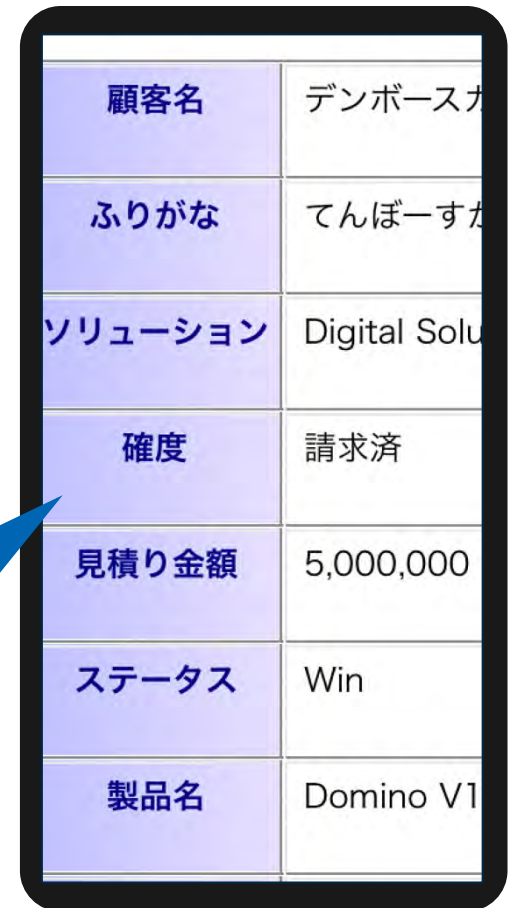 顧客名 デンボースカ
ふりがな てんぼーすか
ソリューション Digital Solu
確度 請求済
見積り金額 5,000,000
ステータス Win
製品名 Domino V1